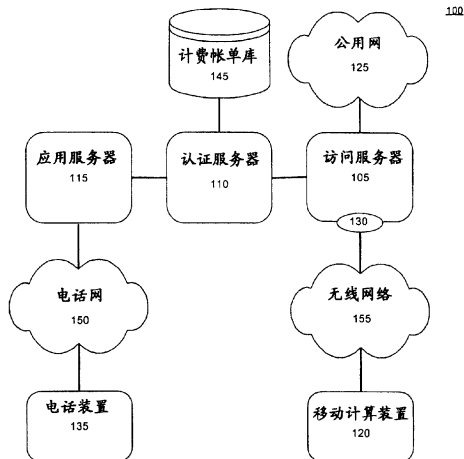 100
计费帐单库
145
公用网
125
应用服务器
115
认证服务器
110
访问服务器
105
130
电话网
150
无线网络
155
电话装置
135
移动计算装置
120